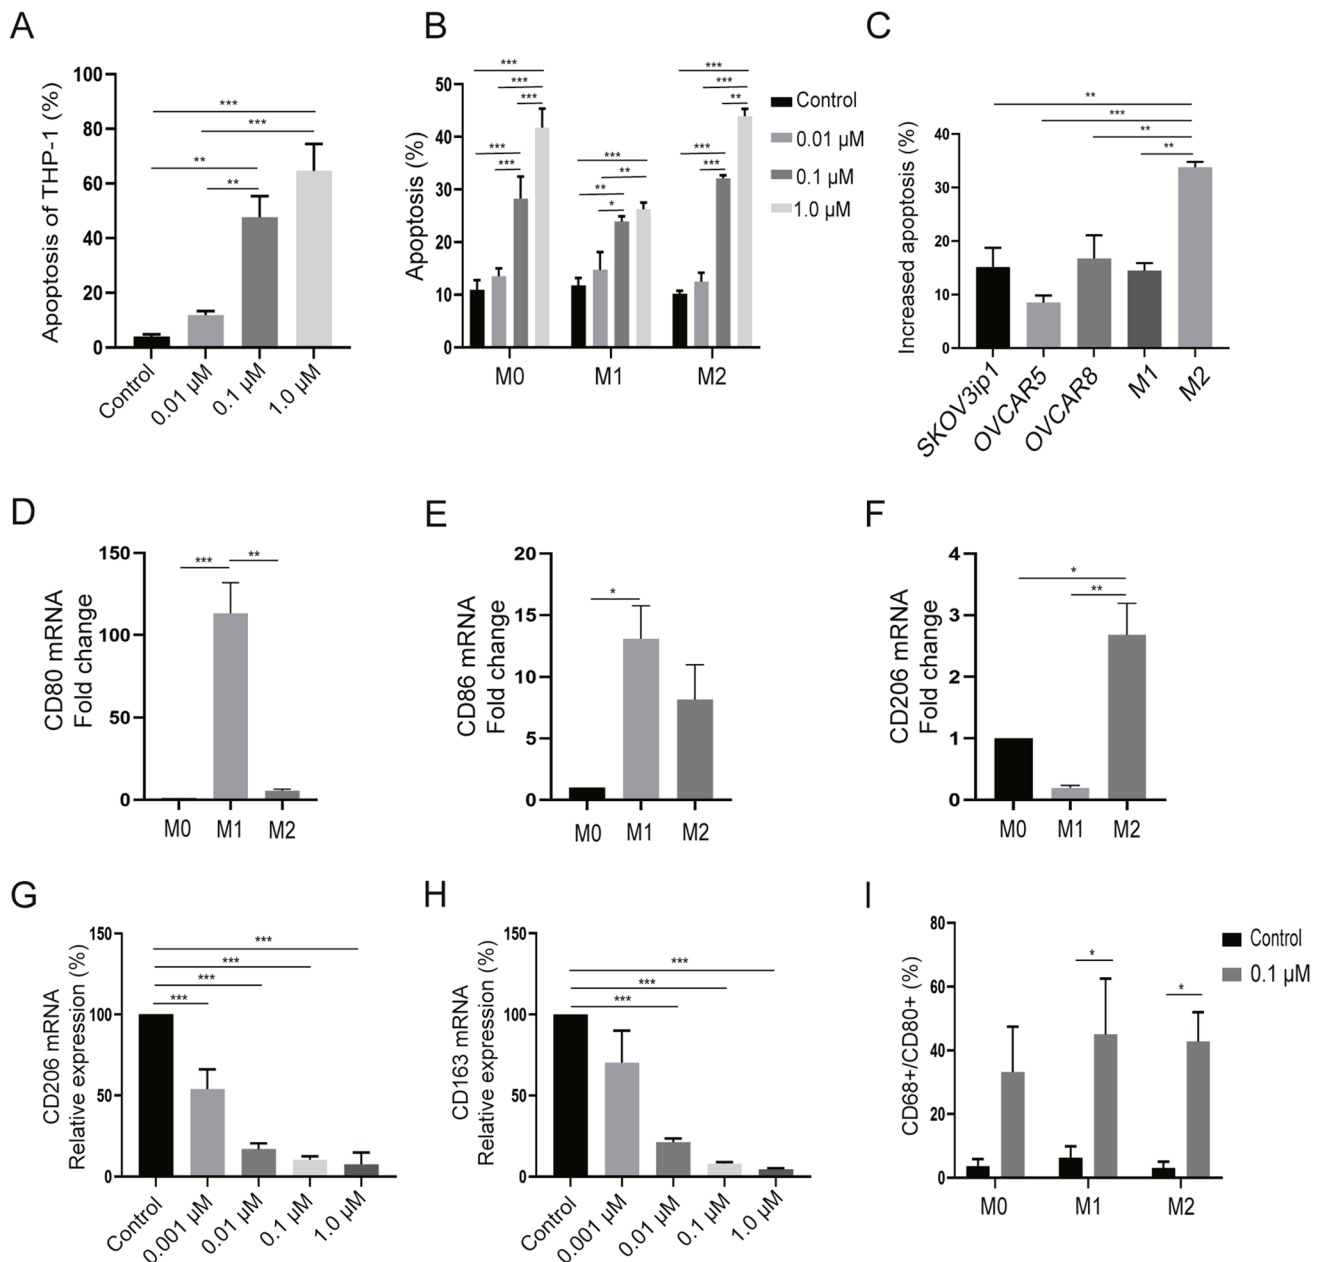 A
Apoptosis of THP-1 (%)
100
80
60
40
20
0
***
***
**
**
Control
0.01 µM
0.1 µM
1.0 µM
B
Apoptosis (%)
50
40
30
20
10
0
***
***
***
***
***
***
**
**
*
***
***
**
***
***
M0
M1
M2
Control
0.01 µM
0.1 µM
1.0 µM
C
Increased apoptosis (%)
40
30
20
10
0
**
***
**
**
SKOV3ip1
OVCAR5
OVCAR8
M1
M2
D
CD80 mRNA
Fold change
150
100
50
0
***
**
M0
M1
M2
E
CD86 mRNA
Fold change
20
15
10
5
0
*
M0
M1
M2
F
CD206 mRNA
Fold change
4
3
2
1
0
*
**
M0
M1
M2
G
CD206 mRNA
Relative expression (%)
150
100
50
0
***
***
***
***
Control
0.001 µM
0.01 µM
0.1 µM
1.0 µM
H
CD163 mRNA
Relative expression (%)
150
100
50
0
***
***
***
Control
0.001 µM
0.01 µM
0.1 µM
1.0 µM
I
CD68+/CD80+ (%)
80
60
40
20
0
*
*
M0
M1
M2
Control
0.1 µM